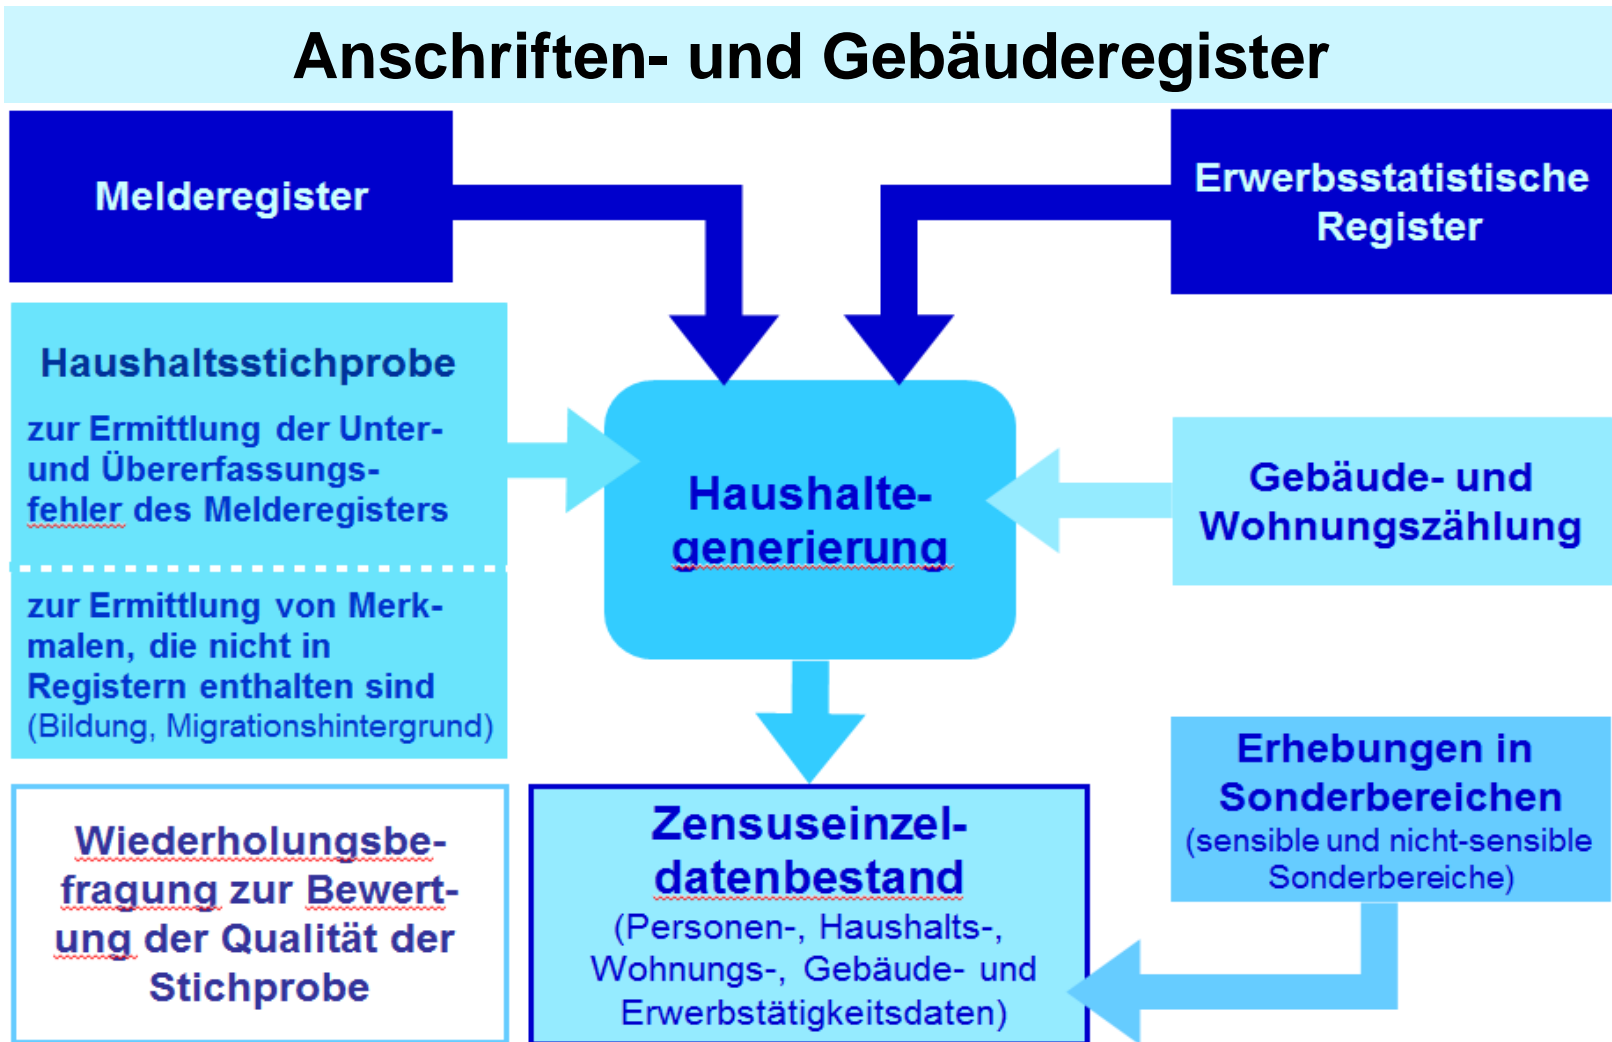 Anschriften- und Gebäuderegister
Melderegister
Erwerbsstatistische
Register
Haushaltsstichprobe
zur Ermittlung der Unter-
und Übererfassungs-
fehler des Melderegisters
zur Ermittlung von Merk-
malen, die nicht in
Registern enthalten sind
(Bildung, Migrationshintergrund)
Haushalte-
generierung
Gebäude- und
Wohnungszählung
Wiederholungsbe-
fragung zur Bewert-
ung der Qualität der
Stichprobe
Zensuseinzel-
datenbestand
(Personen-, Haushalts-,
Wohnungs-, Gebäude- und
Erwerbstätigkeitsdaten)
Erhebungen in
Sonderbereichen
(sensible und nicht-sensible
Sonderbereiche)